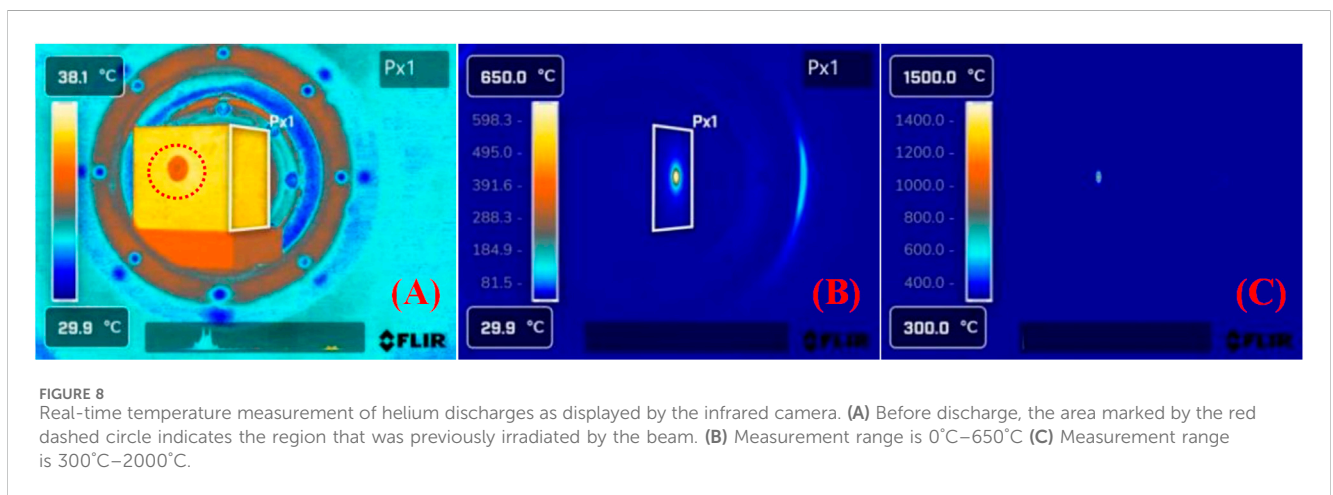 38.1 °C
Px1
Px1
29.9 °C
FLIR
(A)
650.0 °C
Px1
598.3 -
495.0 -
Px1
391.6 -
288.3 -
184.9 -
81.5 -
29.9 °C
FLIR
(B)
1500.0 °C
1400.0 -
1200.0 -
1000.0 -
800.0 -
600.0 -
400.0 -
300.0 °C
FLIR
(C)
FIGURE 8
Real-time temperature measurement of helium discharges as displayed by the infrared camera. (A) Before discharge, the area marked by the red
dashed circle indicates the region that was previously irradiated by the beam. (B) Measurement range is 0°C–650°C (C) Measurement range
is 300°C–2000°C.